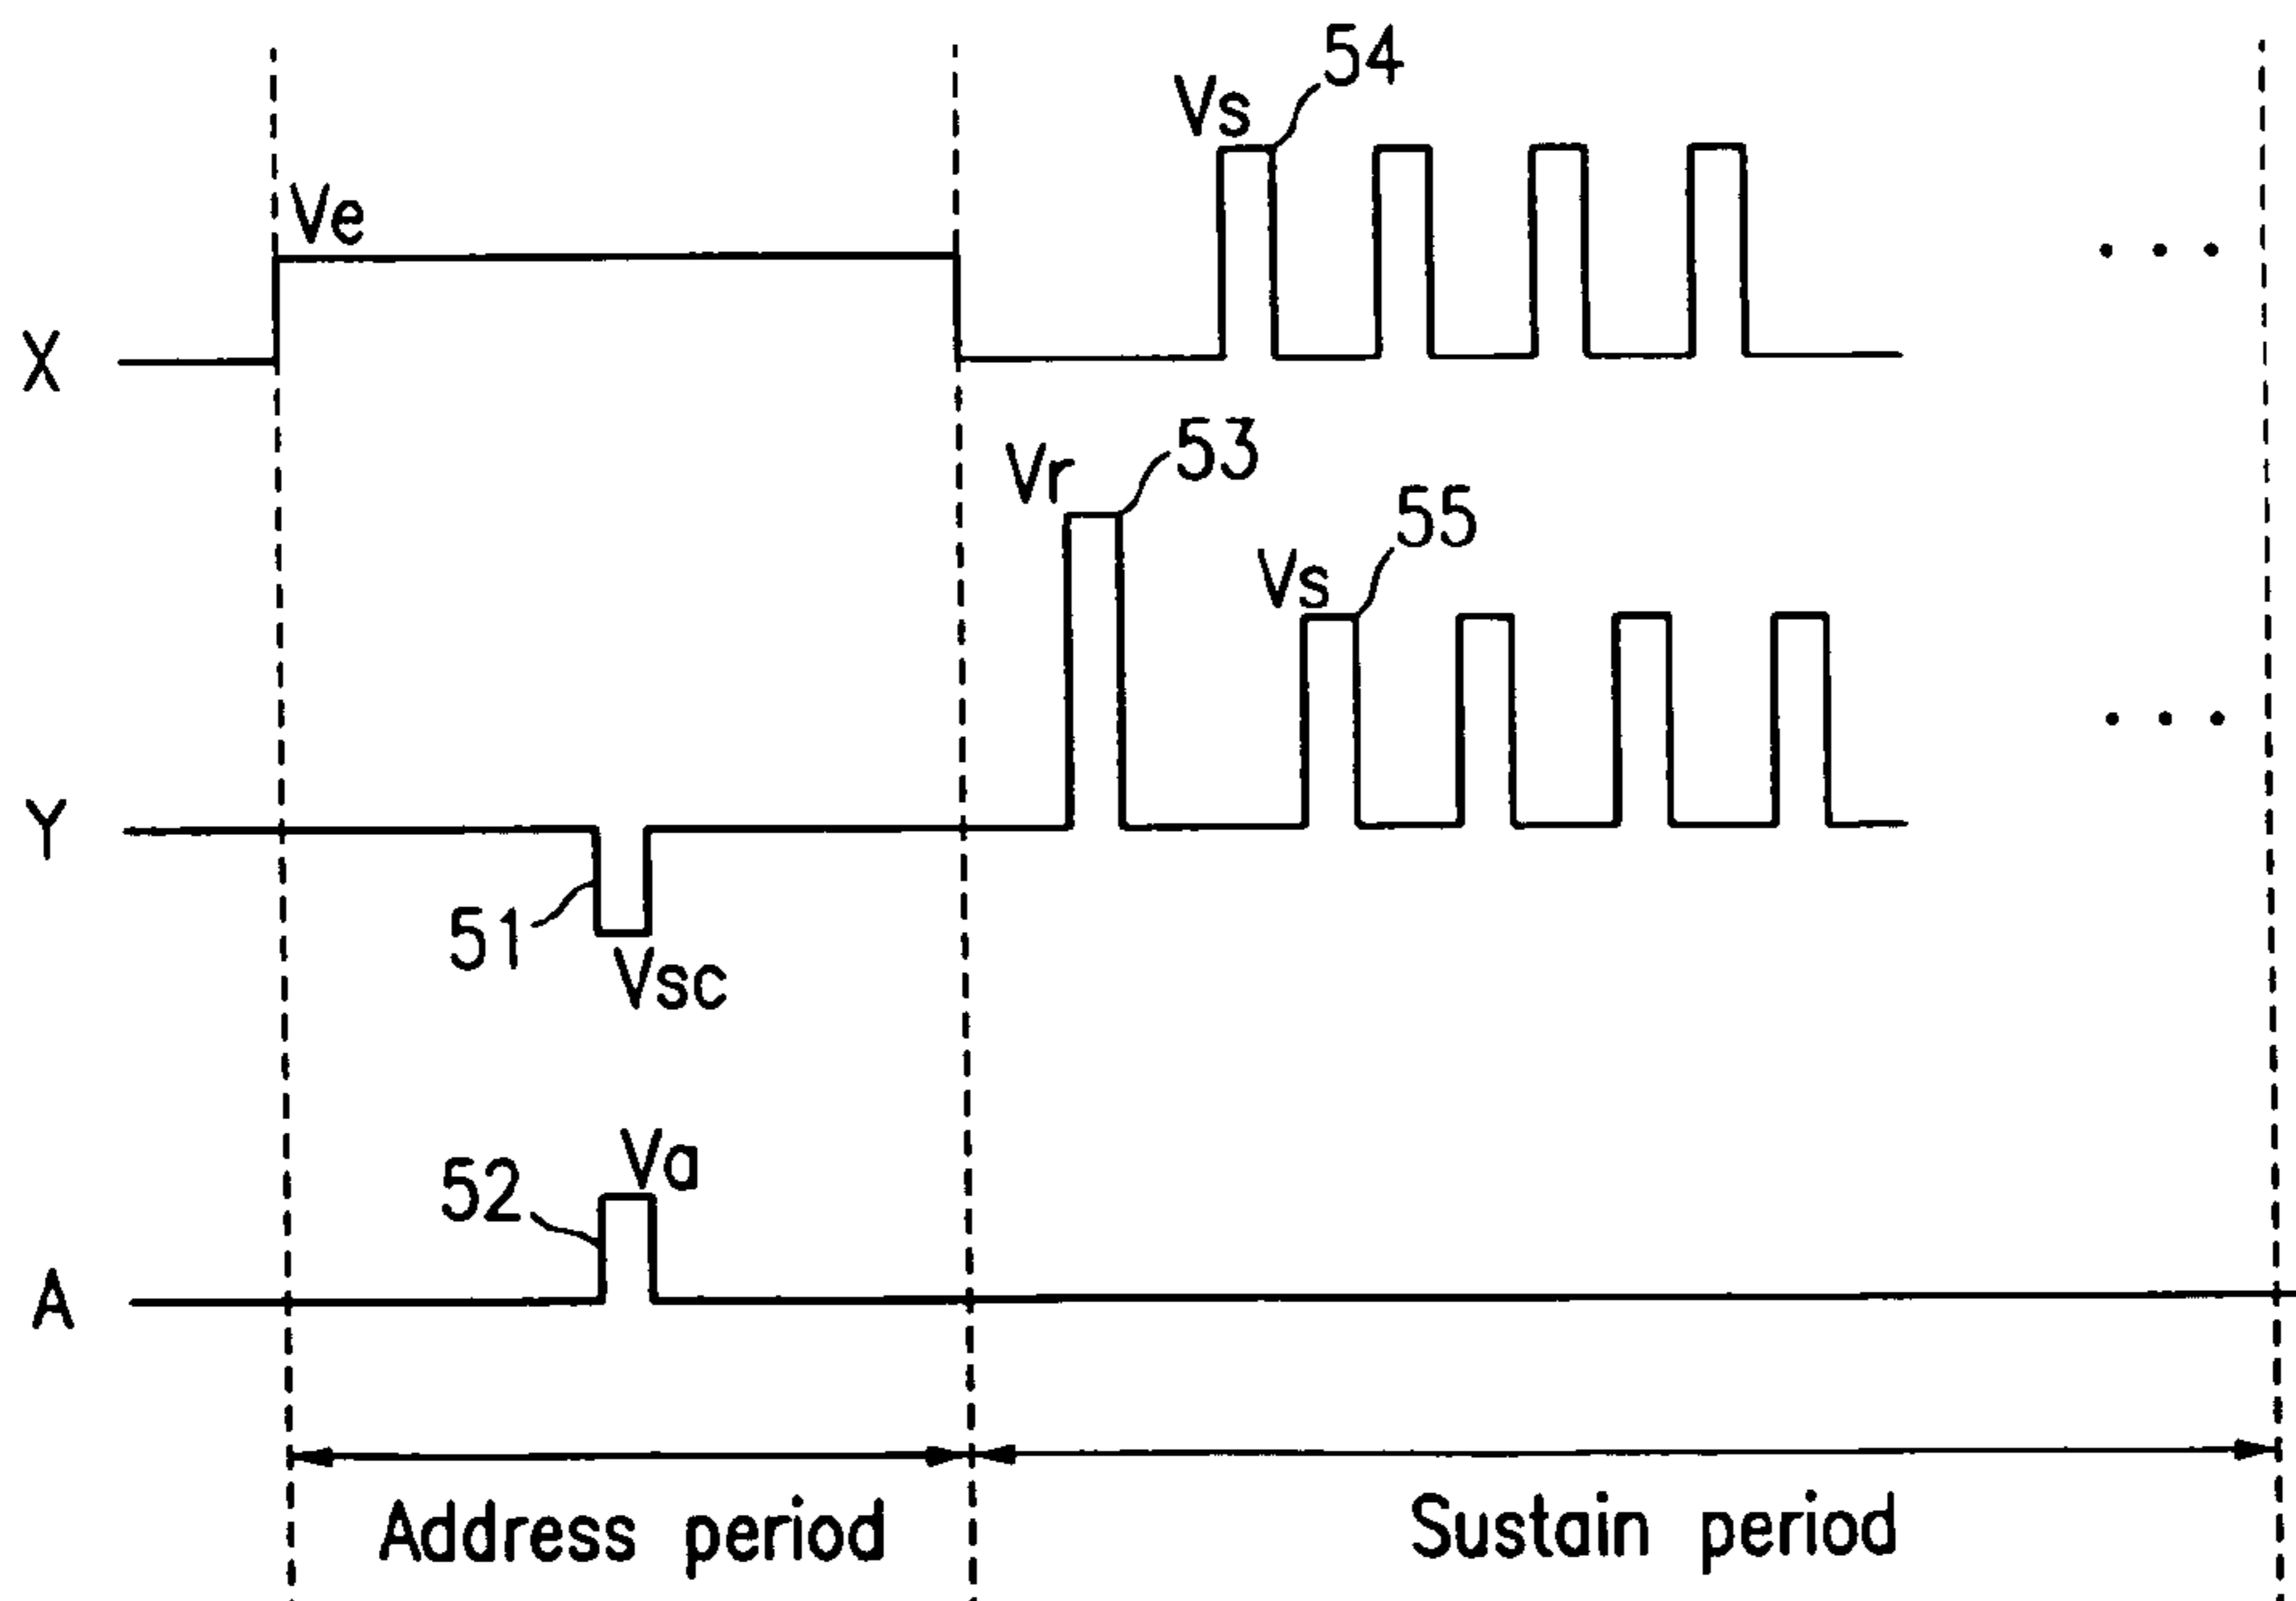 54
Vs
Ve
X
53
Vr
55
Vs
Y
51
Vsc
Va
52
A
Address period
Sustain period